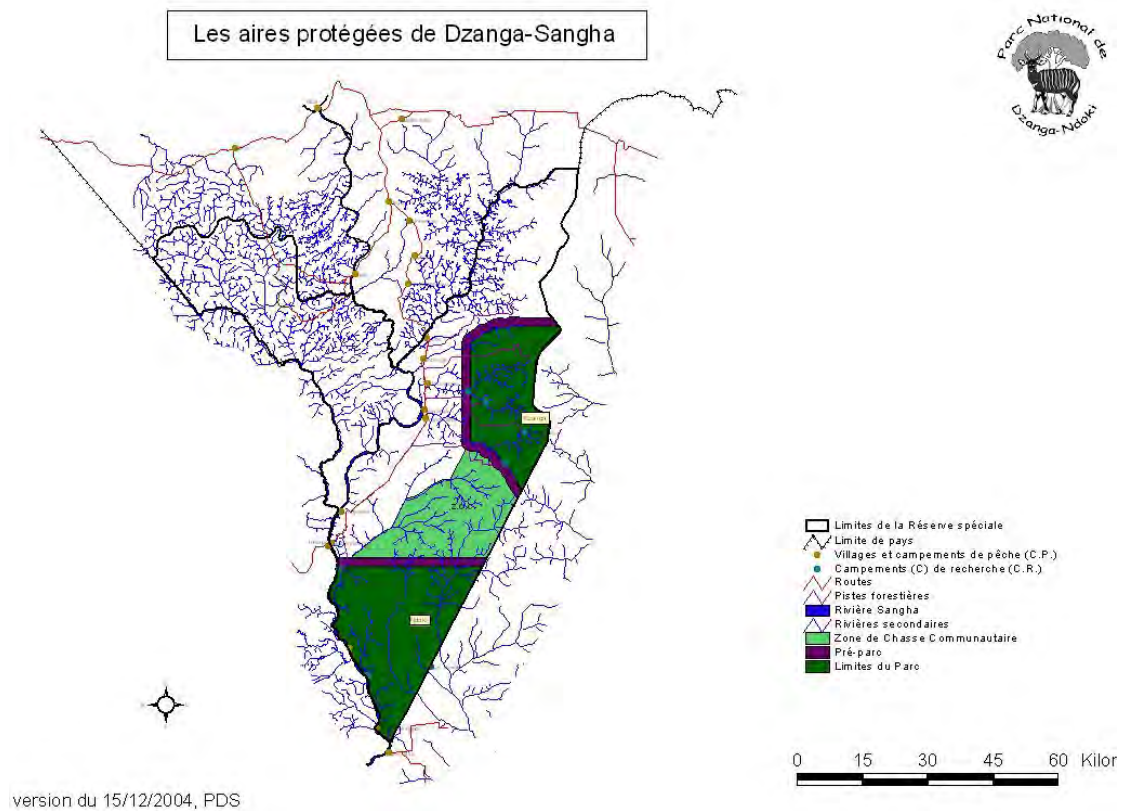 Les aires protégées de Dzanga-Sangha
Parc National de
Dzanga-Ndoki
Limites de la Réserve spéciale
Limite de pays
Villages et campements de pêche (C.P.)
Campements (C) de recherche (C.R.)
Routes
Pistes forestières
Rivière Sangha
Rivières secondaires
Zone de Chasse Communautaire
Pré-parc
Limites du Parc
0 15 30 45 60 Kilor
version du 15/12/2004, PDS